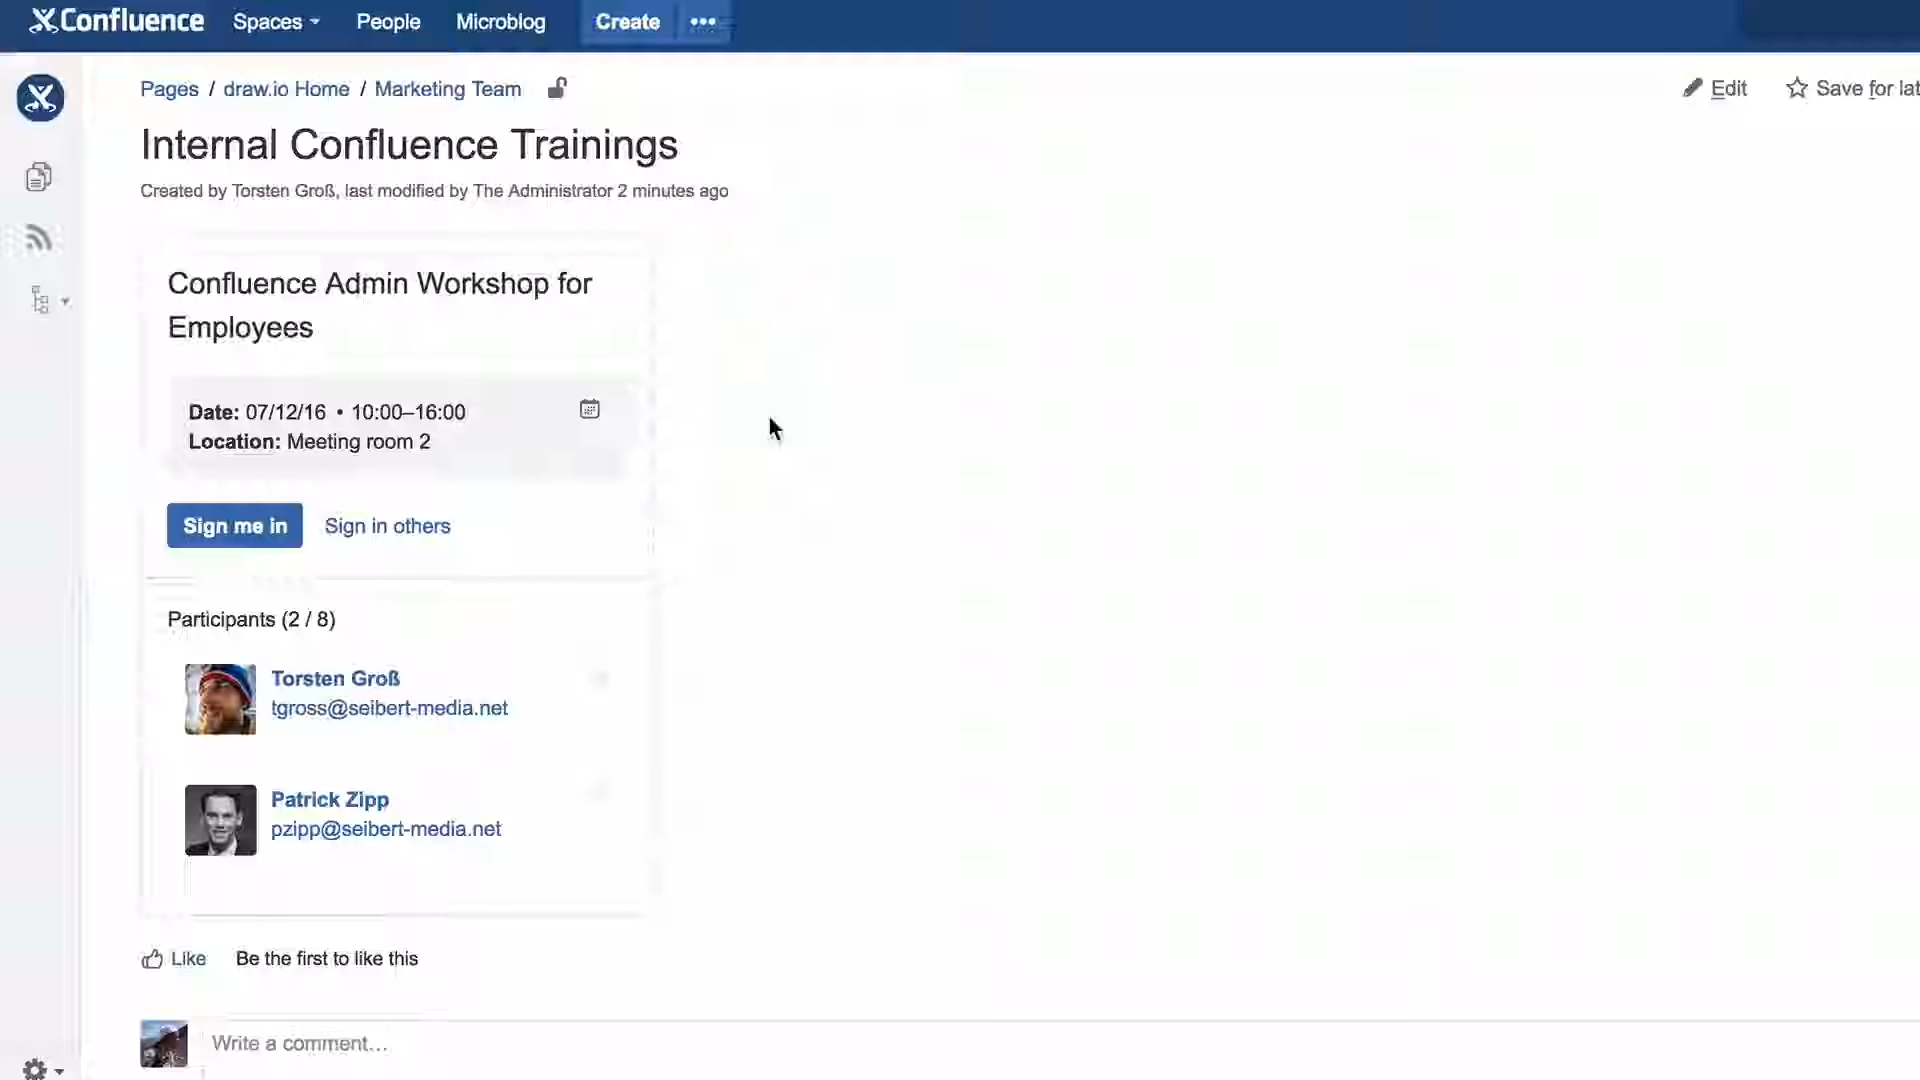 Confluence Spaces People Microblog Create •••
Pages / draw.io Home / Marketing Team
Edit Save for lat
Internal Confluence Trainings
Created by Torsten Groß, last modified by The Administrator 2 minutes ago
Confluence Admin Workshop for
Employees
Date: 07/12/16 • 10:00–16:00
Location: Meeting room 2
Sign me in Sign in others
Participants (2 / 8)
Torsten Groß
tgross@seibert-media.net
Patrick Zipp
pzipp@seibert-media.net
Like Be the first to like this
Write a comment...